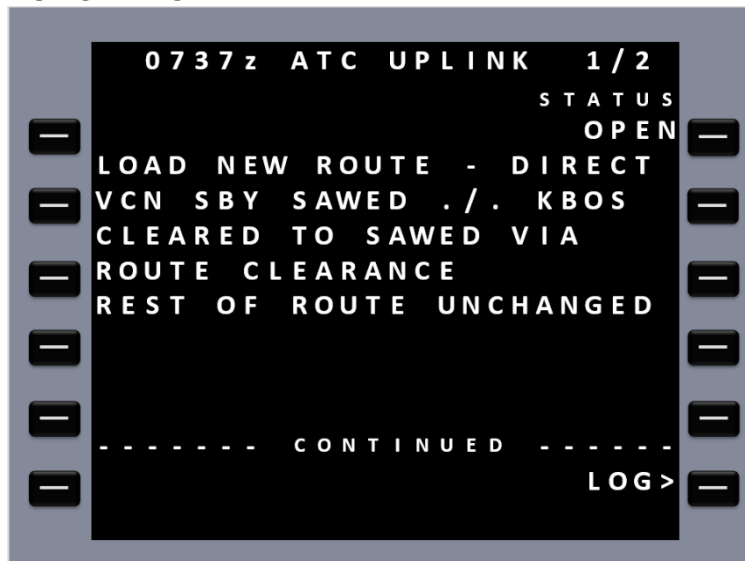 0737z ATC UPLINK 1/2
STATUS
OPEN
LOAD NEW ROUTE - DIRECT
VCN SBY SAWED ./. KBOS
CLEARED TO SAWED VIA
ROUTE CLEARANCE
REST OF ROUTE UNCHANGED
------- CONTINUED ------
LOG>